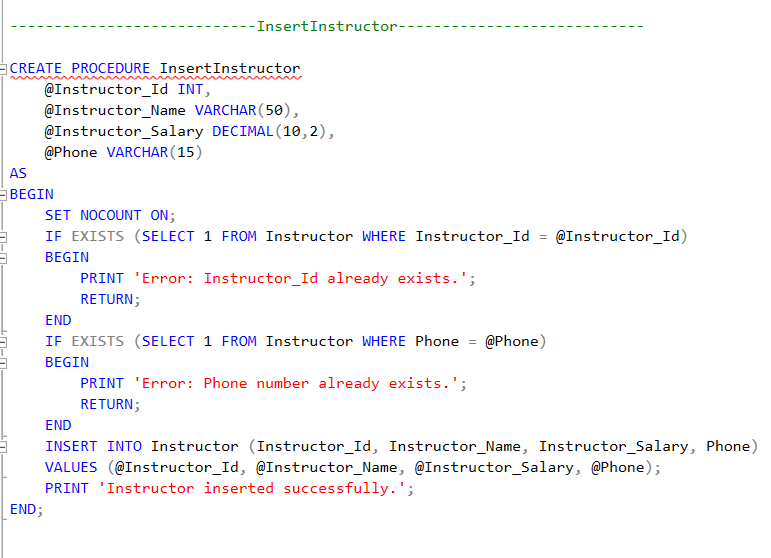 ----------------------------InsertInstructor----------------------------
CREATE PROCEDURE InsertInstructor
    @Instructor_Id INT,
    @Instructor_Name VARCHAR(50),
    @Instructor_Salary DECIMAL(10,2),
    @Phone VARCHAR(15)
AS
BEGIN
    SET NOCOUNT ON;
    IF EXISTS (SELECT 1 FROM Instructor WHERE Instructor_Id = @Instructor_Id)
    BEGIN
        PRINT 'Error: Instructor_Id already exists.';
        RETURN;
    END
    IF EXISTS (SELECT 1 FROM Instructor WHERE Phone = @Phone)
    BEGIN
        PRINT 'Error: Phone number already exists.';
        RETURN;
    END
    INSERT INTO Instructor (Instructor_Id, Instructor_Name, Instructor_Salary, Phone)
    VALUES (@Instructor_Id, @Instructor_Name, @Instructor_Salary, @Phone);
    PRINT 'Instructor inserted successfully.';
END;